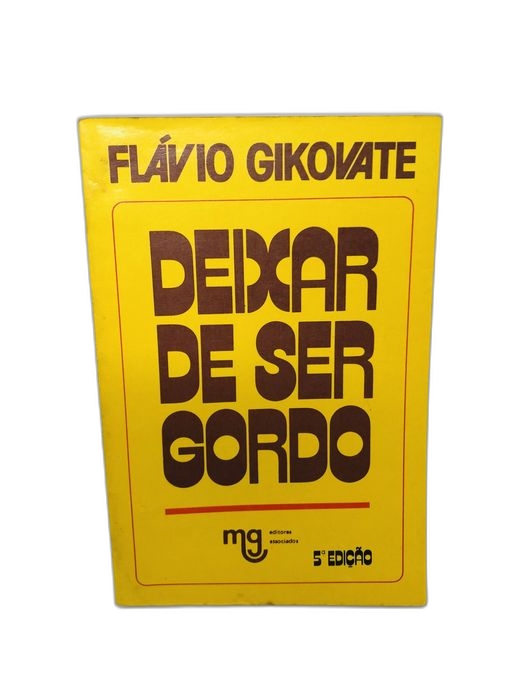 FLÁVIO GIKOVATE
DEIXAR
DE SER
GORDO
mg editores
associados
5ª EDIÇÃO